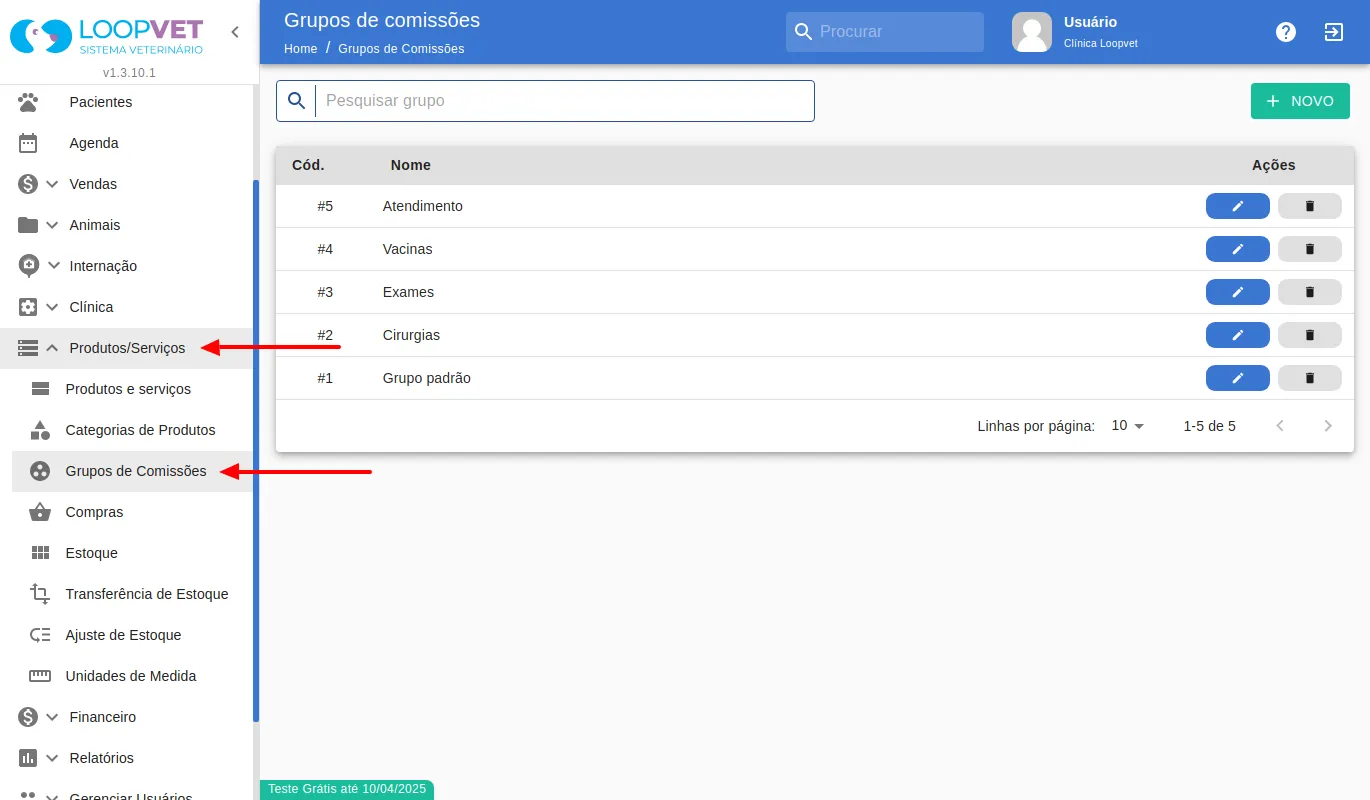 LOOPVET
SISTEMA VETERINÁRIO
v1.3.10.1
Pacientes
Agenda
Vendas
Animais
Internação
Clínica
Produtos/Serviços
Produtos e serviços
Categorias de Produtos
Grupos de Comissões
Compras
Estoque
Transferência de Estoque
Ajuste de Estoque
Unidades de Medida
Financeiro
Relatórios
Gerenciar Usuários
Grupos de comissões
Home / Grupos de Comissões
Procurar
Usuário
Clínica Loopvet
Pesquisar grupo
+ NOVO
Cód. Nome Ações
#5 Atendimento
#4 Vacinas
#3 Exames
#2 Cirurgias
#1 Grupo padrão
Linhas por página: 10 1-5 de 5
Teste Grátis até 10/04/2025